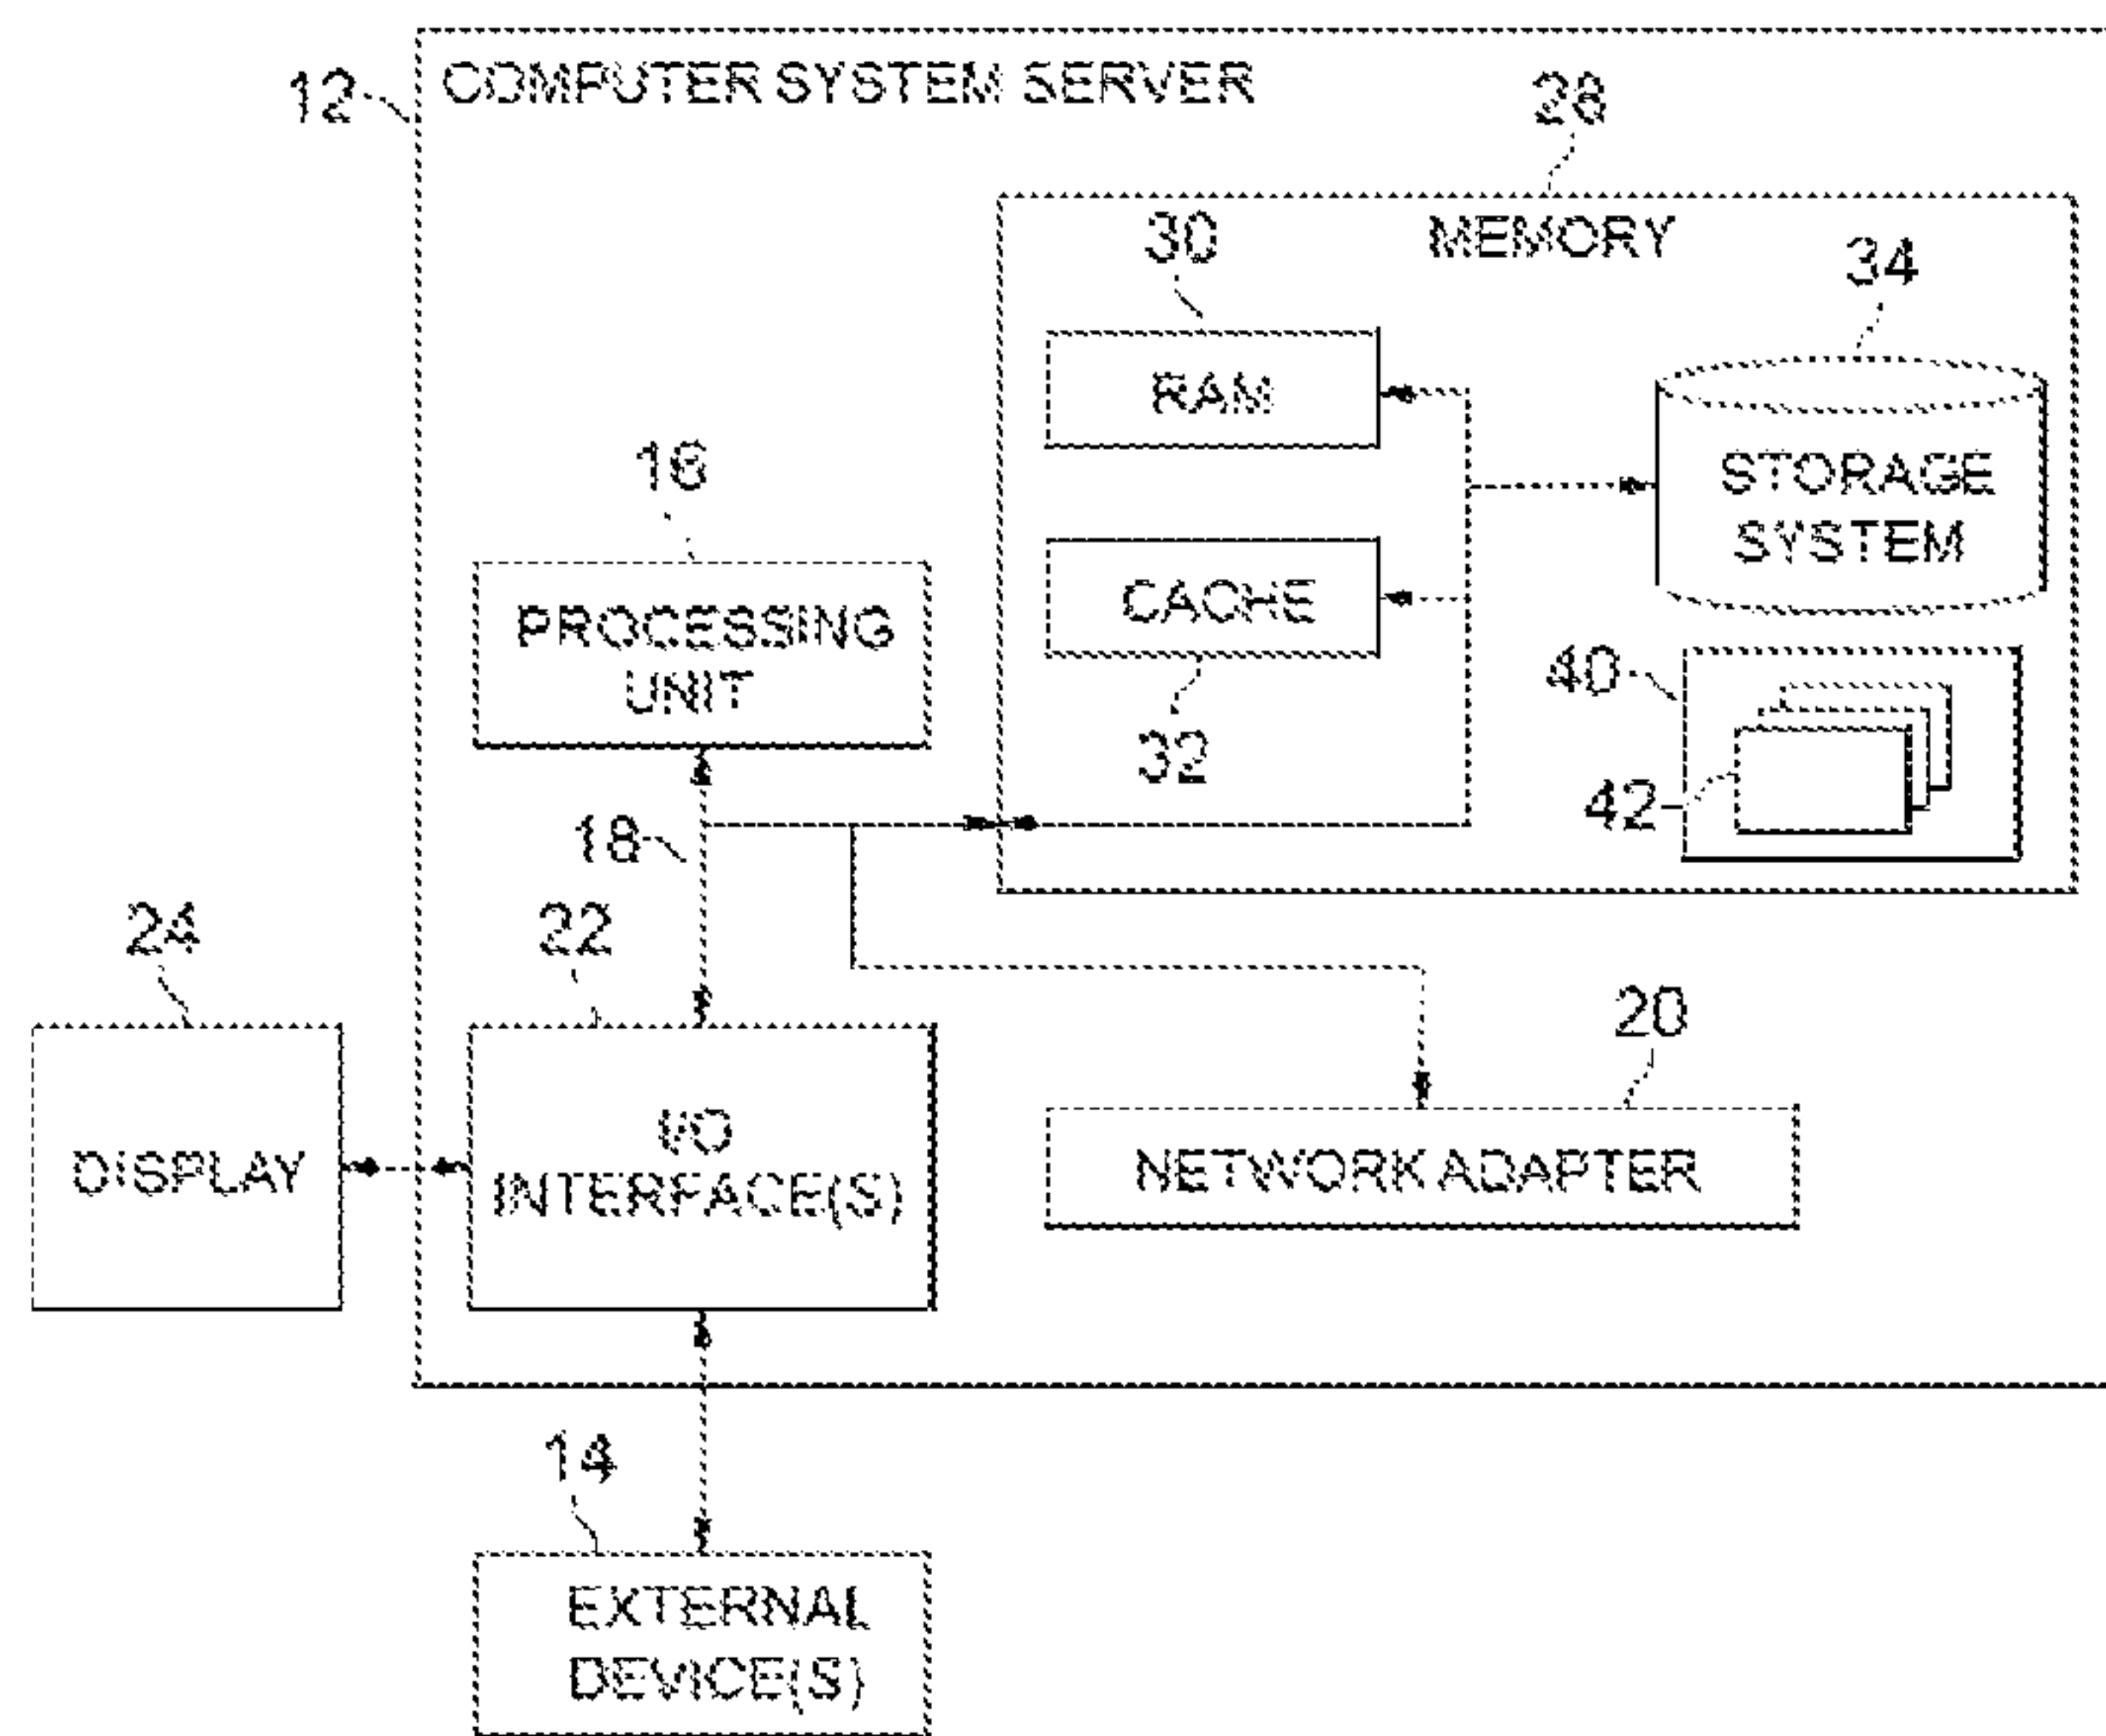 12
COMPUTER SYSTEM SERVER
28
MEMORY
30
34
RAM
STORAGE
SYSTEM
16
PROCESSING
UNIT
CACHE
32
40
42
18
24
22
20
DISPLAY
I/O
INTERFACE(S)
NETWORK ADAPTER
14
EXTERNAL
DEVICE(S)